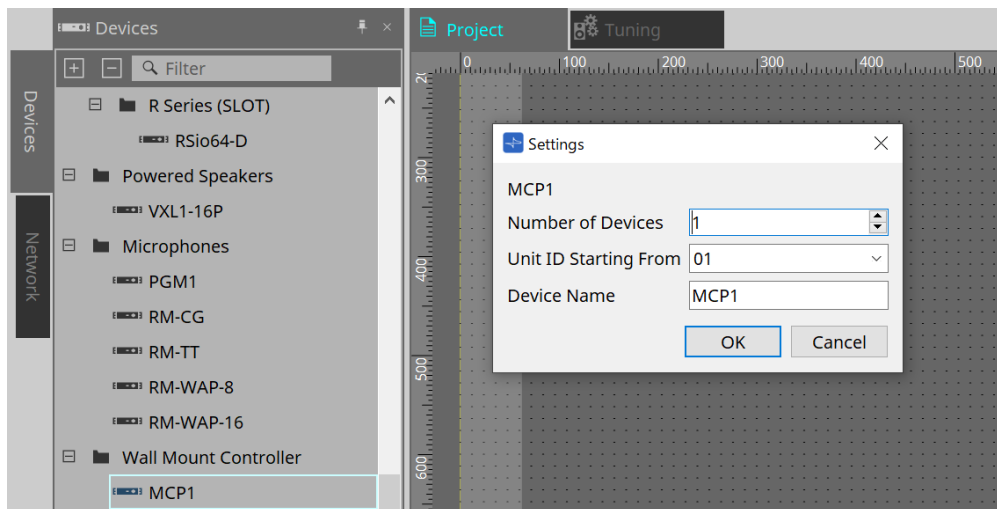 Devices
Project
Tuning
Filter
Devices
Network
R Series (SLOT)
RSio64-D
Powered Speakers
VXL1-16P
Microphones
PGM1
RM-CG
RM-TT
RM-WAP-8
RM-WAP-16
Wall Mount Controller
MCP1
0 100 200 300 400 500
300
400
500
600
Settings
MCP1
Number of Devices 1
Unit ID Starting From 01
Device Name MCP1
OK Cancel